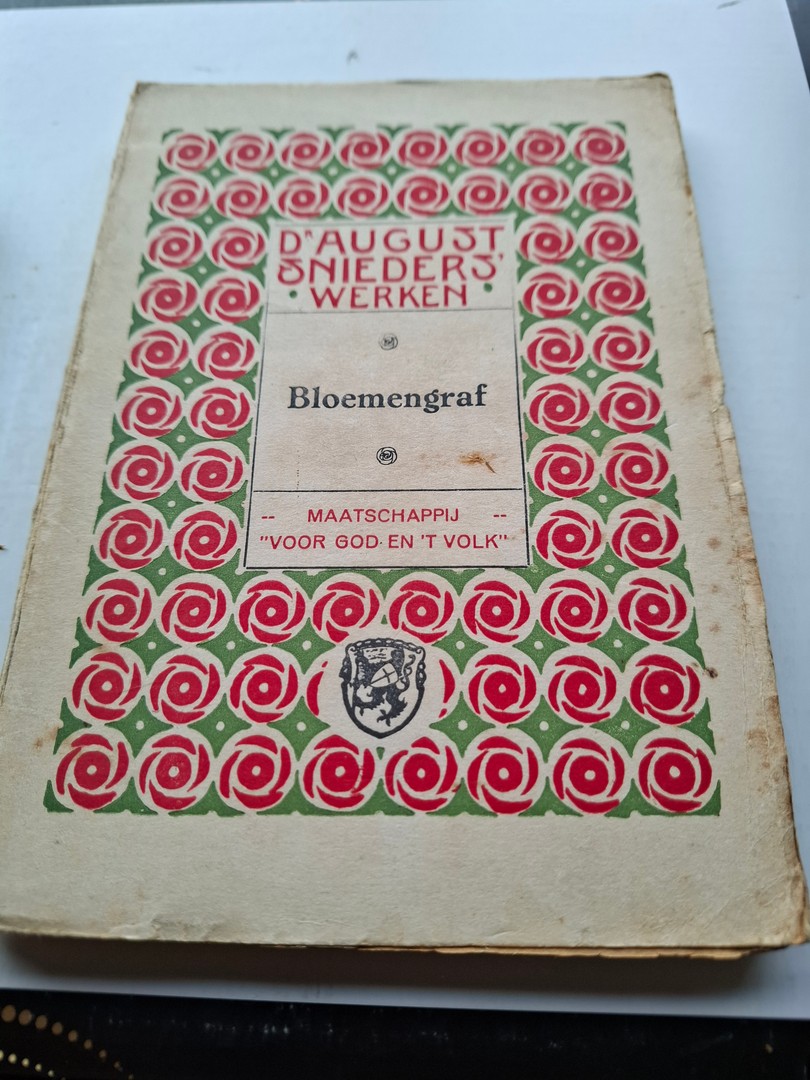 Dʳ AUGUST
SNIEDERS'
· WERKEN ·
Bloemengraf
-- MAATSCHAPPIJ --
"VOOR GOD · EN 'T VOLK"